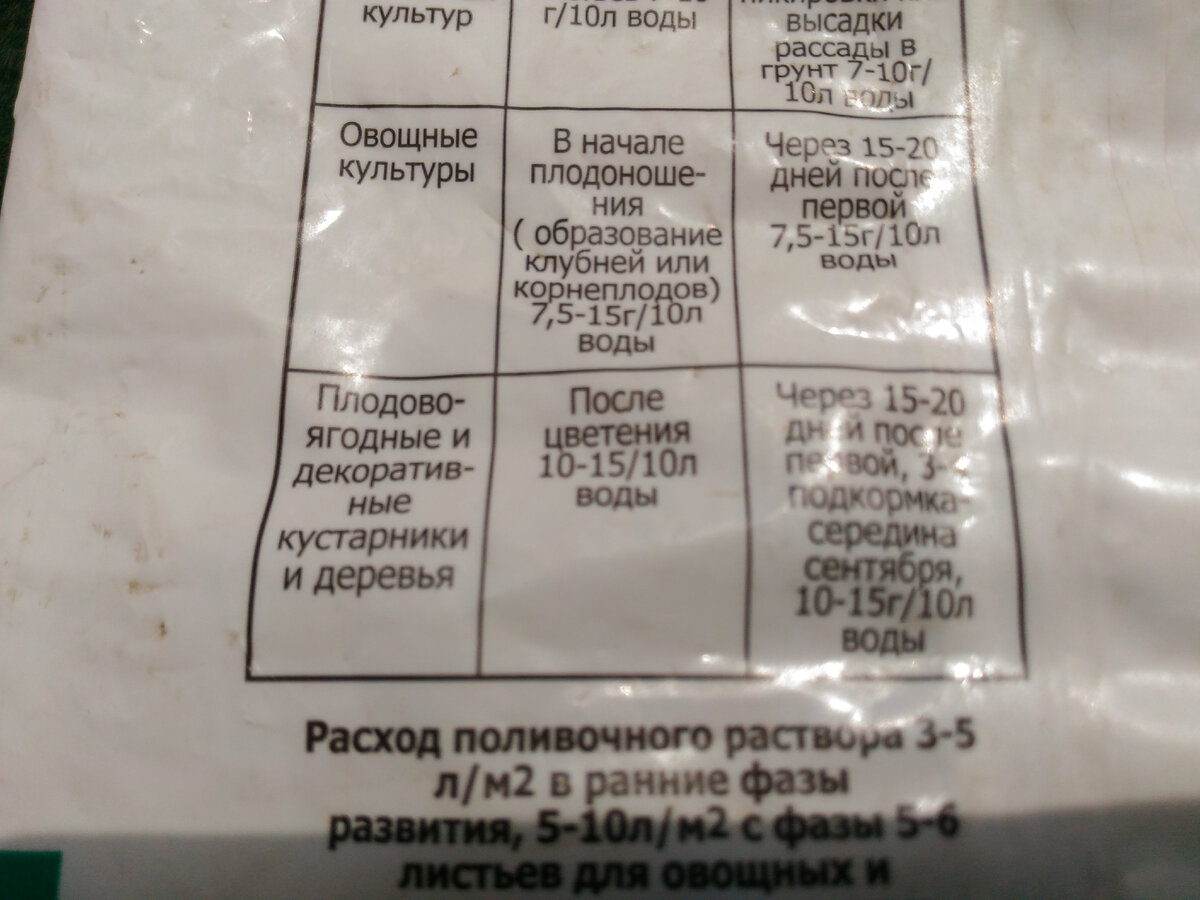 культур
г/10л воды
высадки
рассады в
грунт 7-10г/
10л воды
Овощные
культуры
В начале
плодоноше-
ния
( образование
клубней или
корнеплодов)
7,5-15г/10л
воды
Через 15-20
дней после
первой
7,5-15г/10л
воды
Плодово-
ягодные и
декоратив-
ные
кустарники
и деревья
После
цветения
10-15/10л
воды
Через 15-20
дней после
первой, 3-
подкормка-
середина
сентября,
10-15г/10л
воды
Расход поливочного раствора 3-5
л/м2 в ранние фазы
развития, 5-10л/м2 с фазы 5-6
листьев для овощных и